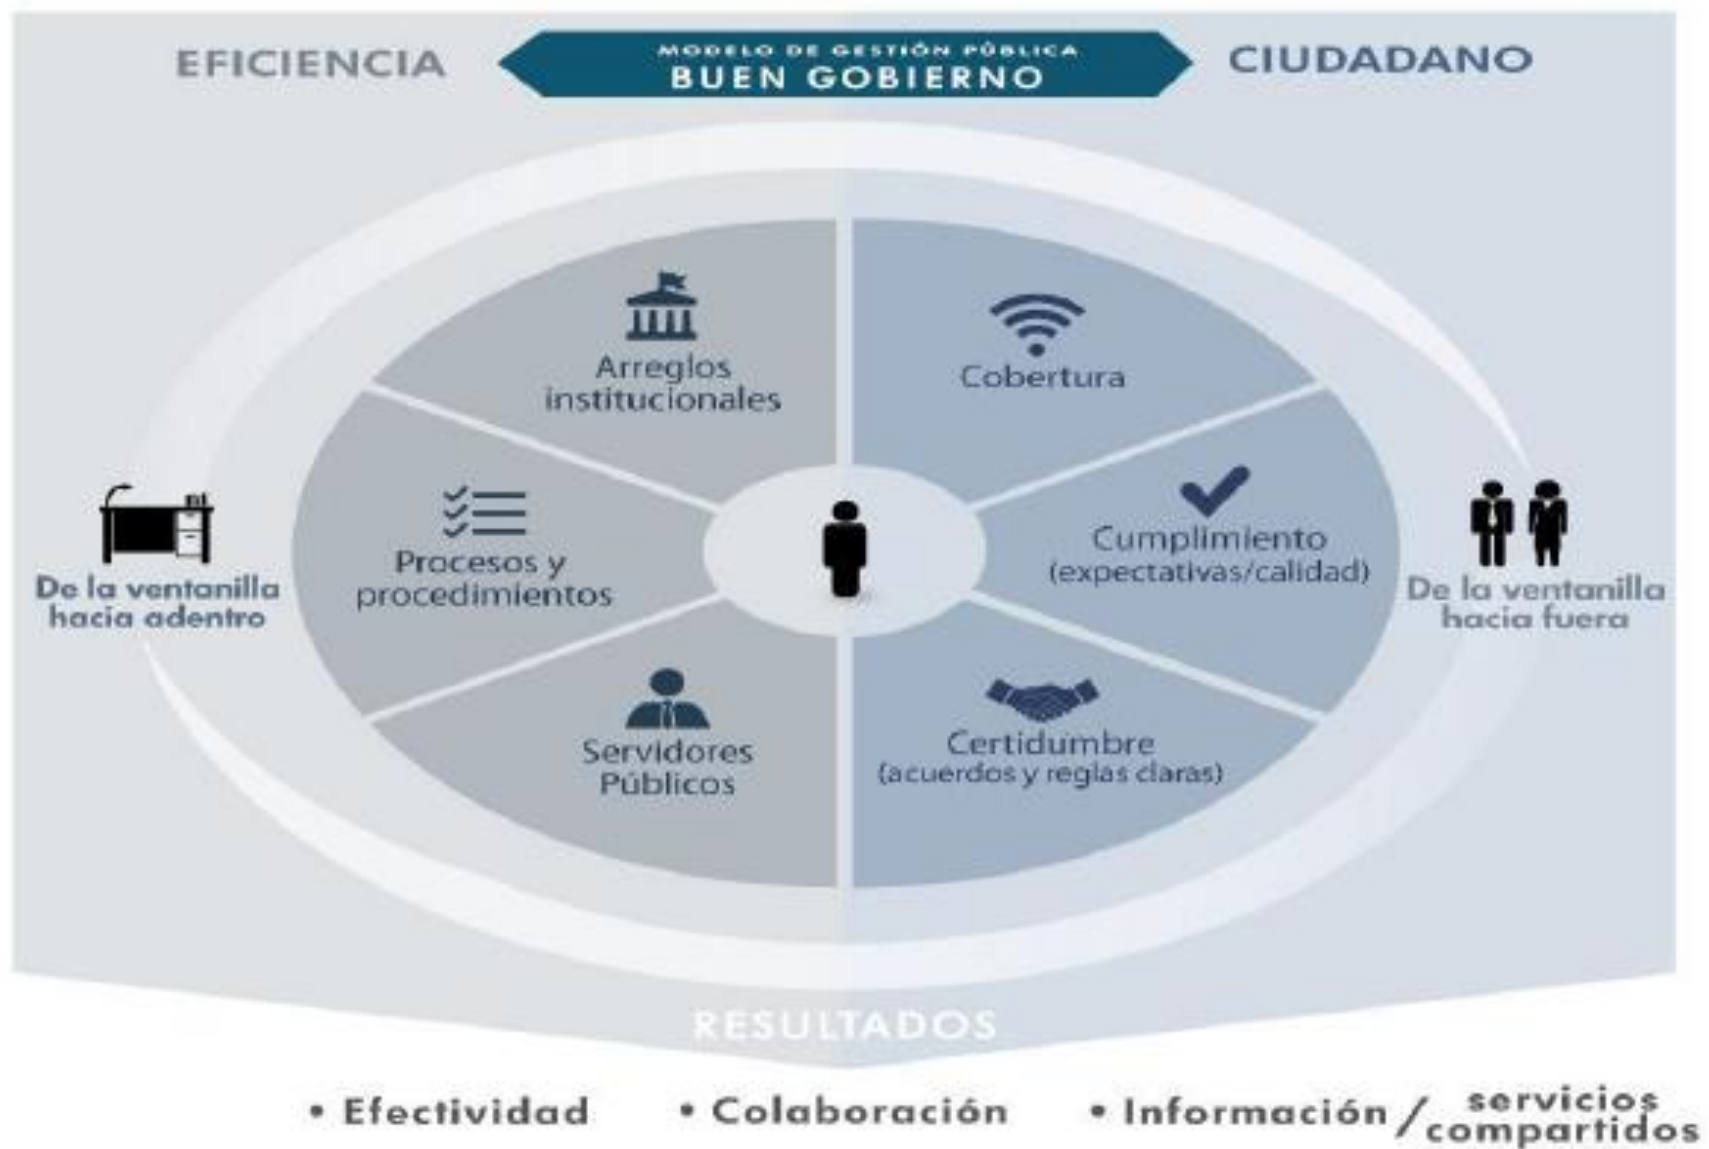 EFICIENCIA
MODELO DE GESTIÓN PÚBLICA
BUEN GOBIERNO
CIUDADANO
Arreglos
institucionales
Cobertura
Procesos y
procedimientos
Cumplimiento
(expectativas/calidad)
De la ventanilla
hacia adentro
De la ventanilla
hacia fuera
Servidores
Públicos
Certidumbre
(acuerdos y reglas claras)
RESULTADOS
• Efectividad
• Colaboración
• Información / servicios
compartidos